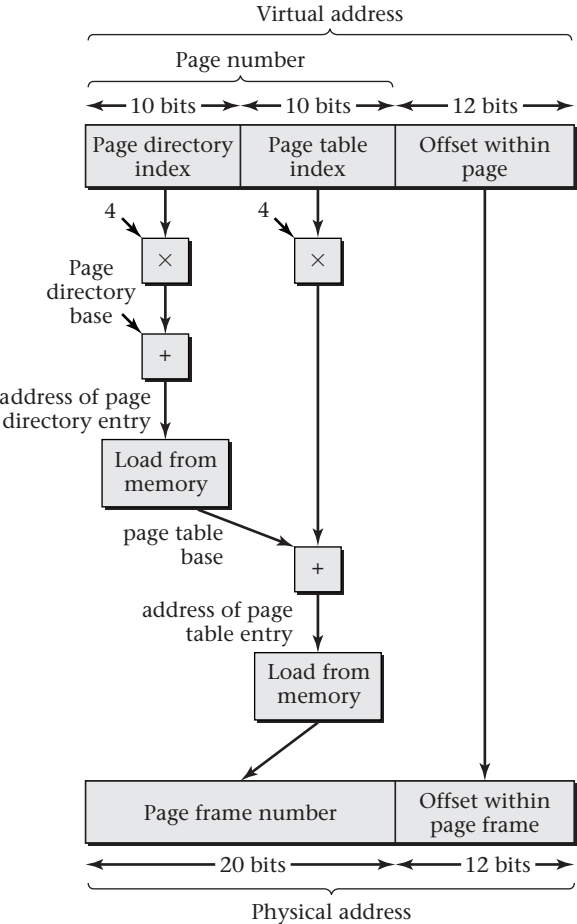 Virtual address
Page number
10 bits 10 bits 12 bits
Page directory index
Page table index
Offset within page
4
×
4
×
Page
directory
base
+
address of page
directory entry
Load from
memory
page table
base
+
address of page
table entry
Load from
memory
Page frame number
Offset within
page frame
20 bits 12 bits
Physical address